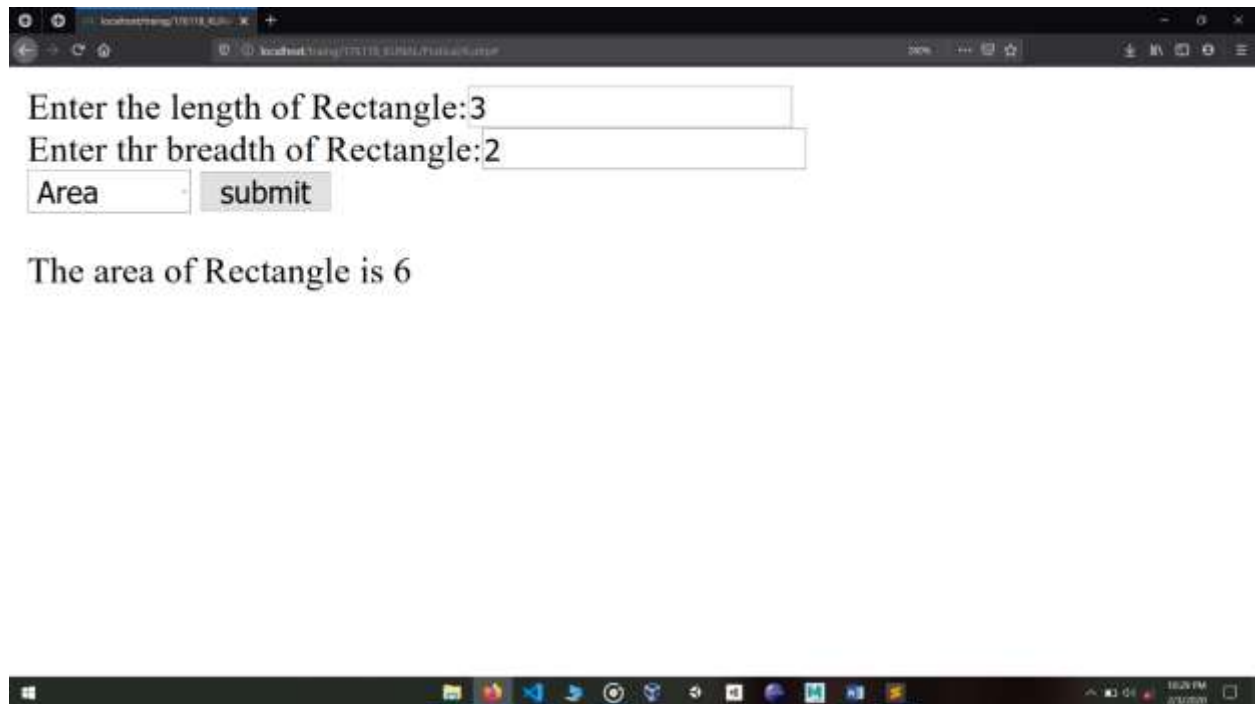 Enter the length of Rectangle:3
Enter thr breadth of Rectangle:2
Area submit
The area of Rectangle is 6